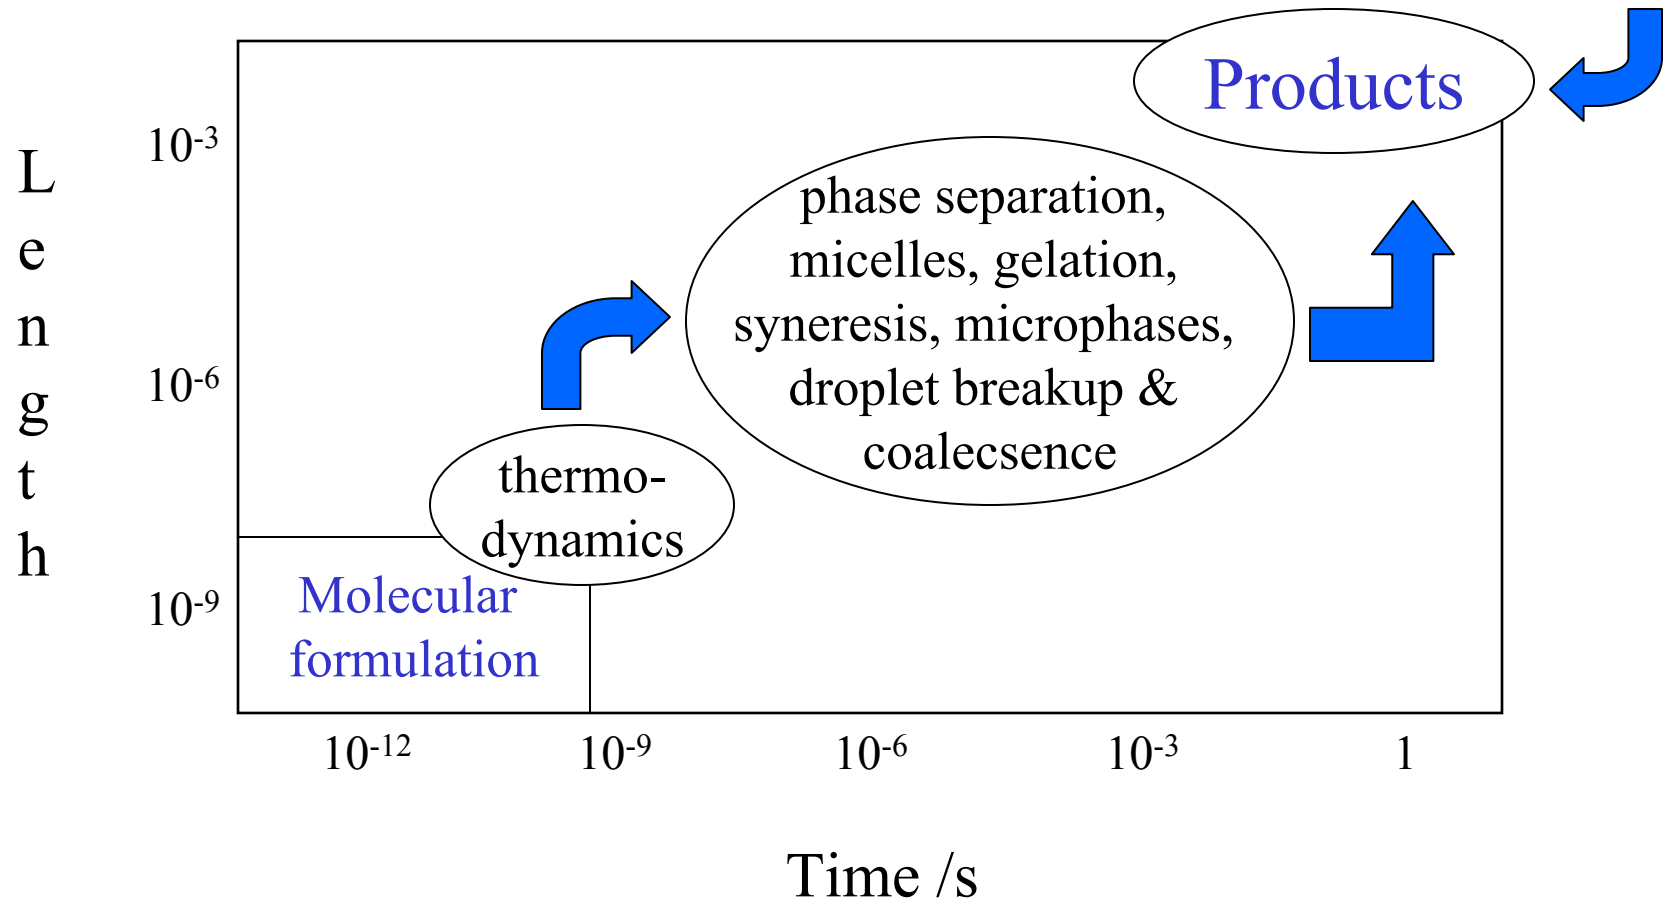 Products
10-3
Length
phase separation,
micelles, gelation,
syneresis, microphases,
droplet breakup &
coalecsence
10-6
thermo-
dynamics
Molecular
formulation
10-9
10-12
10-9
10-6
10-3
1
Time /s